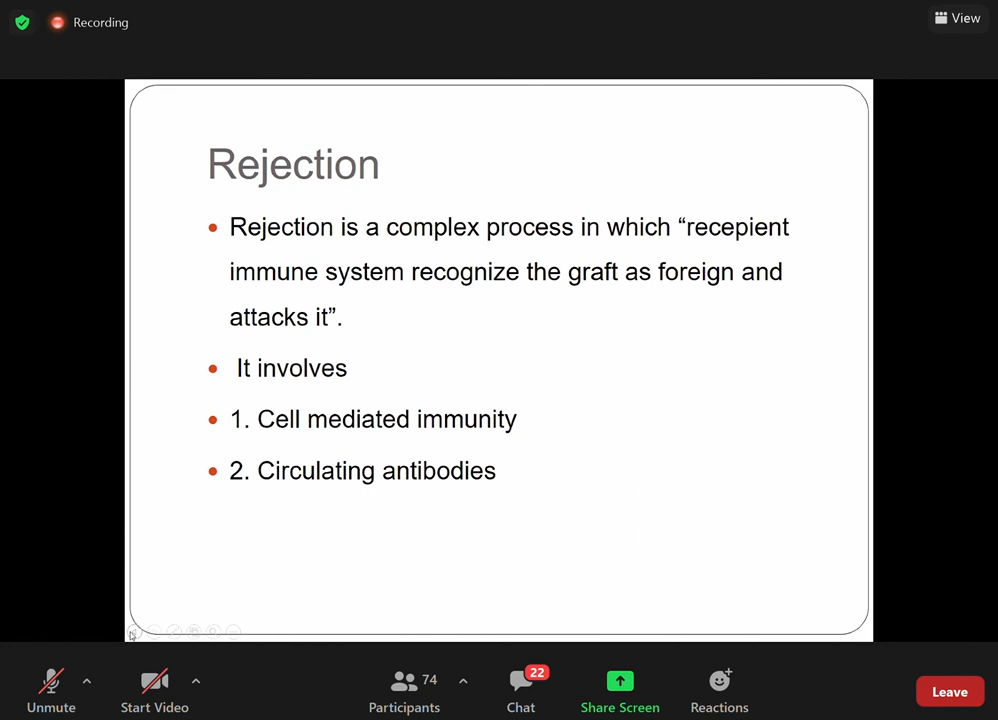 Recording
View
Rejection
Rejection is a complex process in which “recepient
immune system recognize the graft as foreign and
attacks it”.
It involves
1. Cell mediated immunity
2. Circulating antibodies
22
74
Unmute
Start Video
Participants
Chat
Share Screen
Reactions
Leave